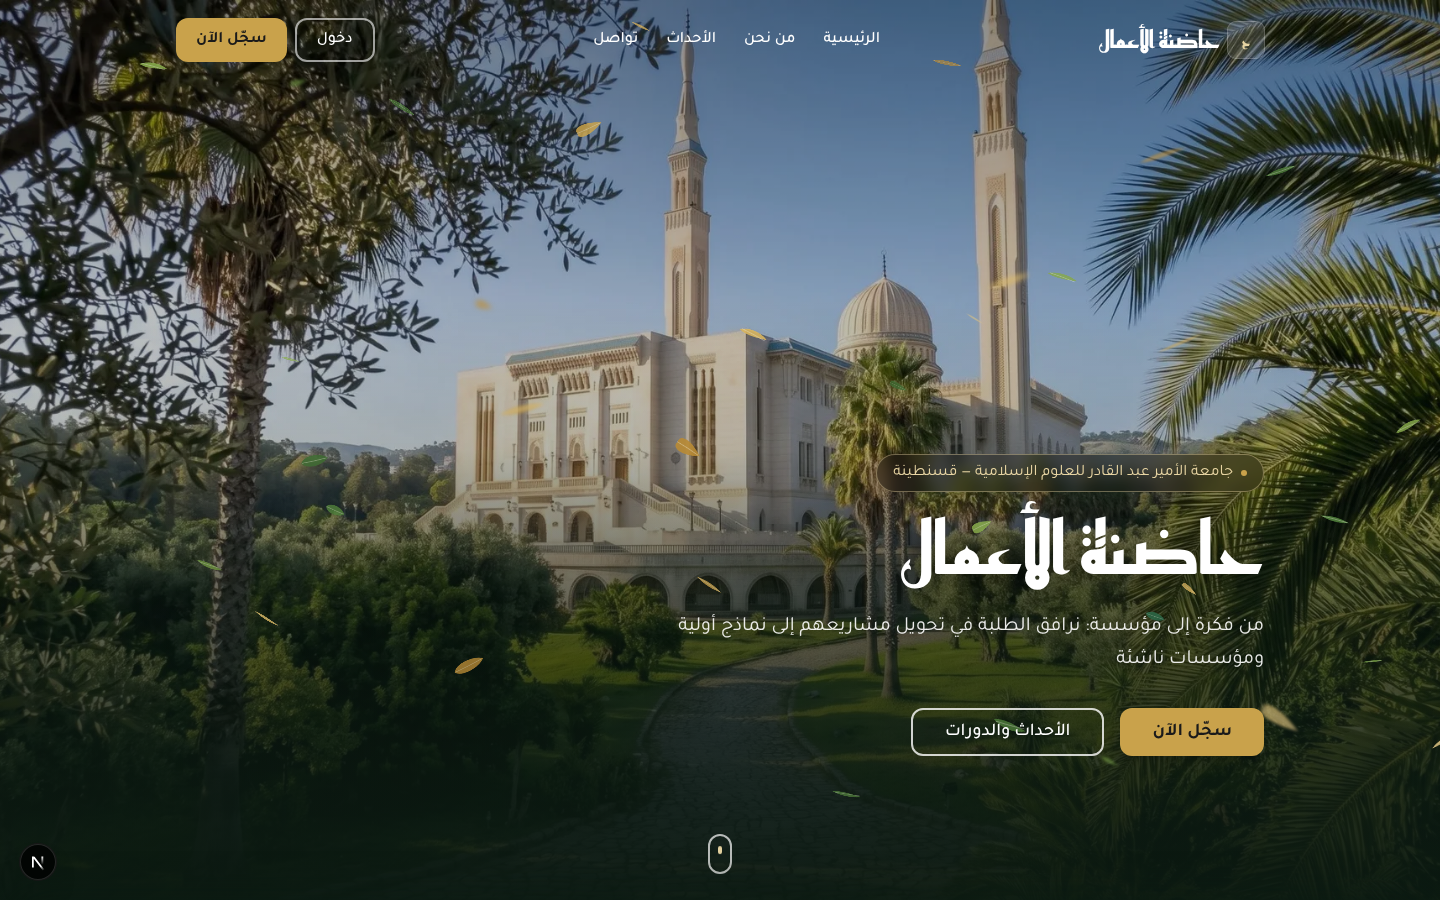 ح
حاضنة الأعمال
الرئيسية
من نحن
الأحداث
تواصل
دخول
سجّل الآن
جامعة الأمير عبد القادر للعلوم الإسلامية – قسنطينة
حاضنة الأعمال
من فكرة إلى مؤسسة: نرافق الطلبة في تحويل مشاريعهم إلى نماذج أولية
ومؤسسات ناشئة
سجّل الآن
الأحداث والدورات
N